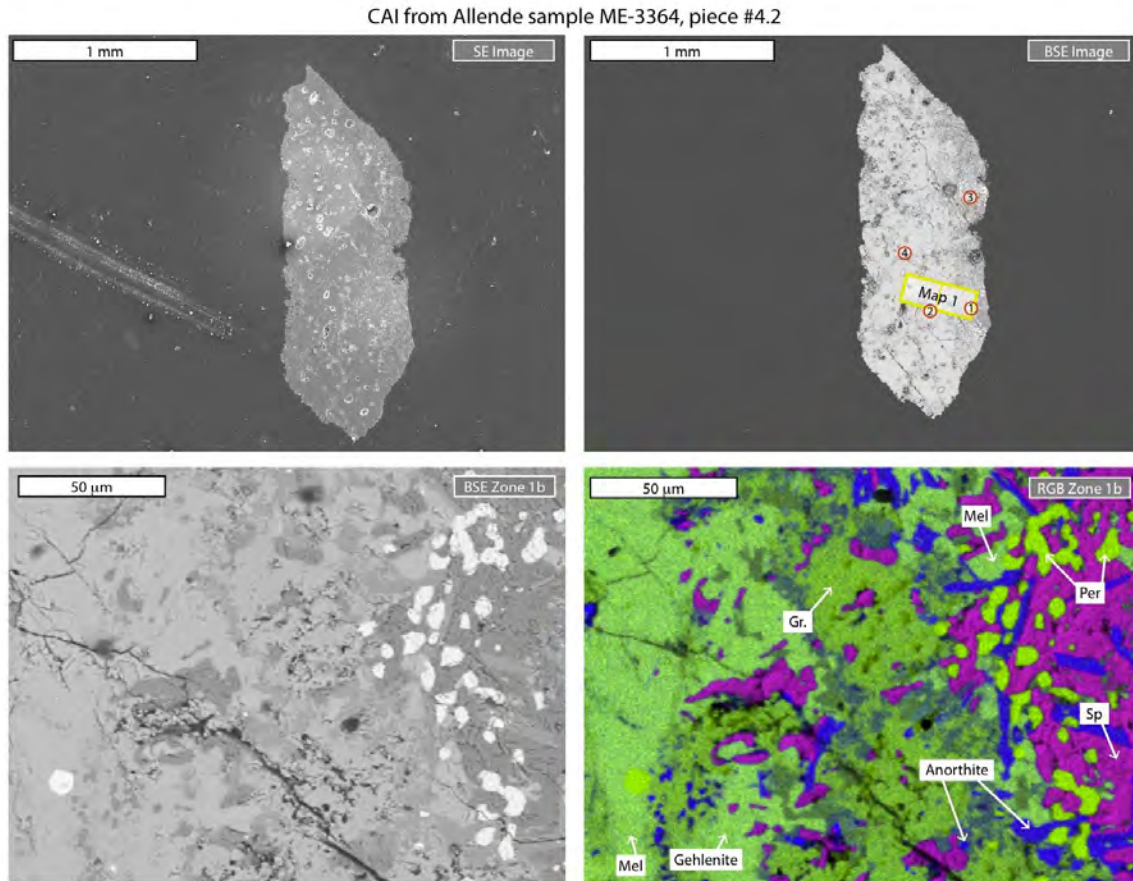 CAI from Allende sample ME-3364, piece #4.2
1 mm
SE Image
1 mm
BSE Image
3
4
Map 1
1
2
50 μm
BSE Zone 1b
50 μm
RGB Zone 1b
Mel
Per
Gr.
Sp
Anorthite
Mel
Gehlenite